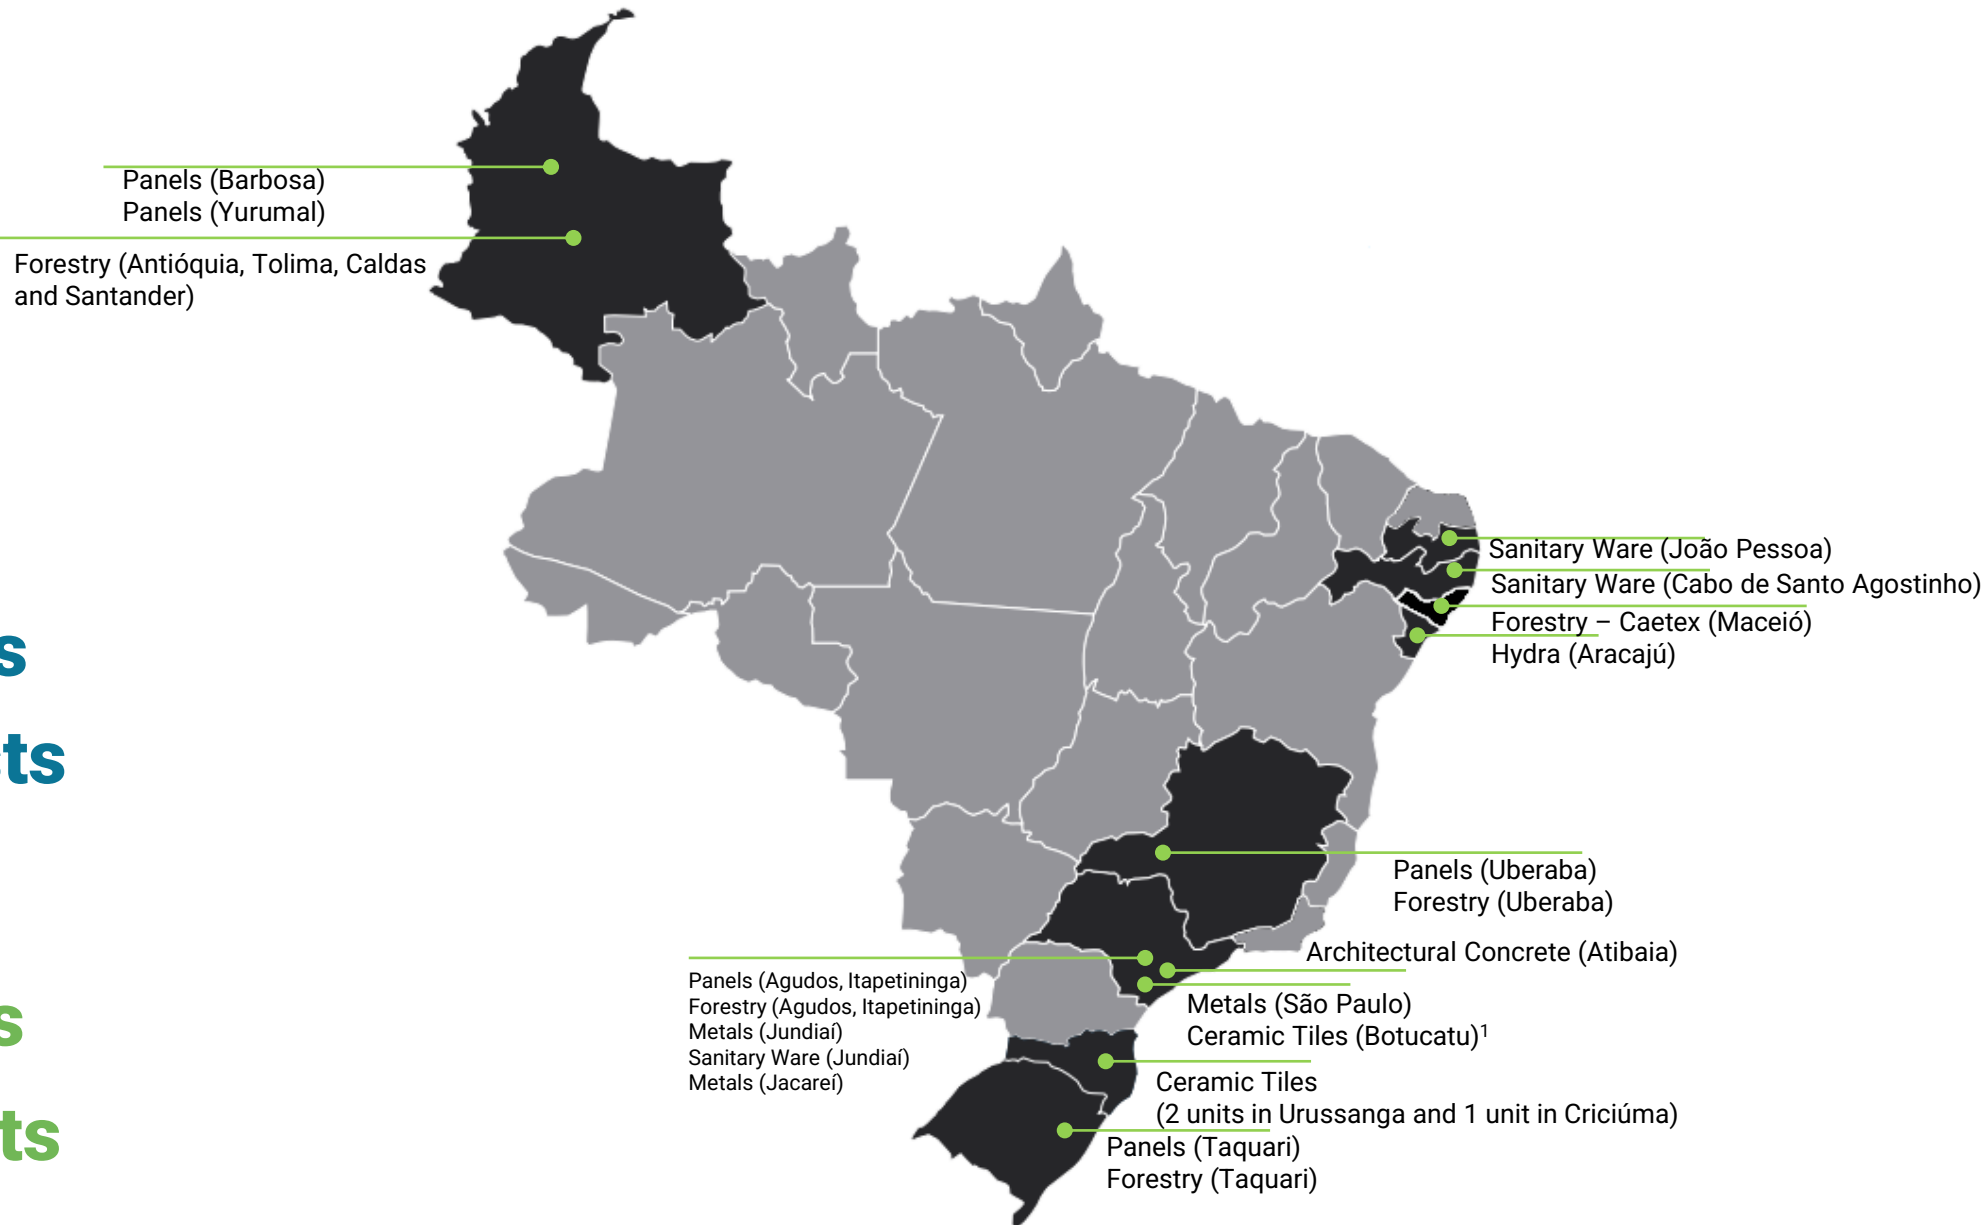 Panels (Barbosa)
Panels (Yurumal)
Forestry (Antióquia, Tolima, Caldas
and Santander)
Sanitary Ware (João Pessoa)
Sanitary Ware (Cabo de Santo Agostinho)
Forestry – Caetex (Maceió)
Hydra (Aracajú)
s
ts
Panels (Uberaba)
Forestry (Uberaba)
Architectural Concrete (Atibaia)
Panels (Agudos, Itapetininga)
Forestry (Agudos, Itapetininga)
Metals (Jundiaí)
Sanitary Ware (Jundiaí)
Metals (Jacareí)
Metals (São Paulo)
Ceramic Tiles (Botucatu)¹
s
ts
Ceramic Tiles
(2 units in Urussanga and 1 unit in Criciúma)
Panels (Taquari)
Forestry (Taquari)